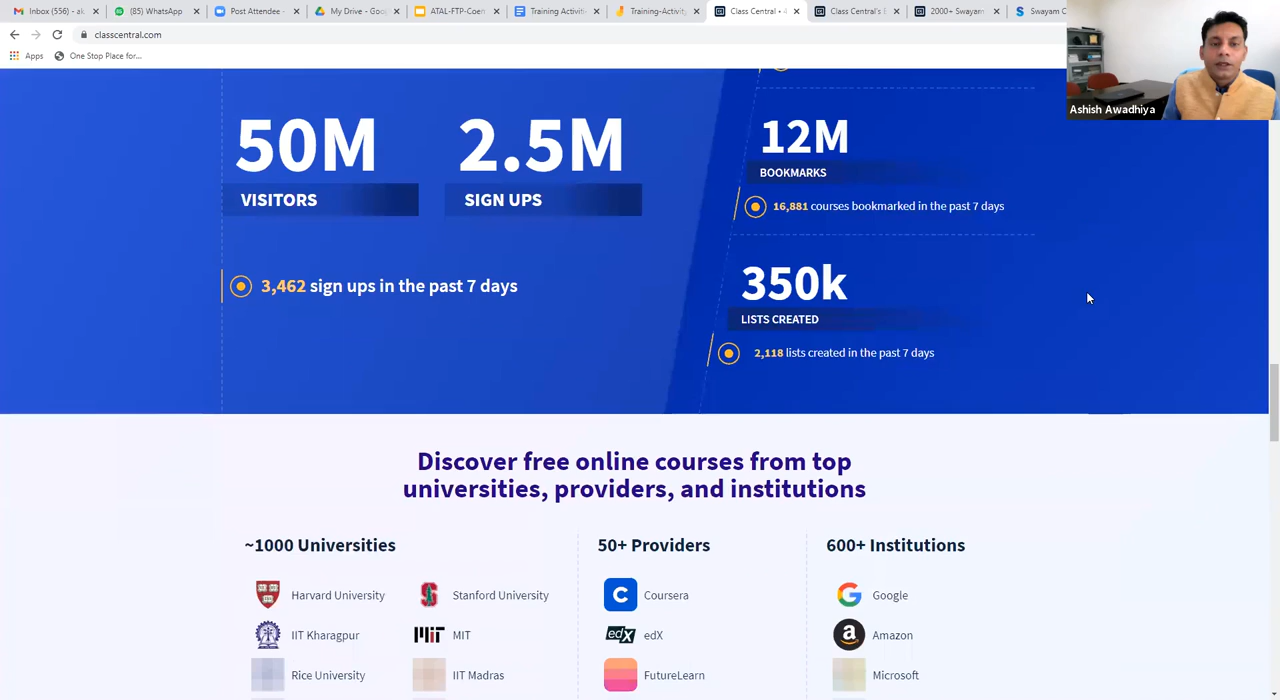 Inbox (556) - al
(85) WhatsApp
Post Attendee -
My Drive - Goog
ATAL-FTP-Coen
Training Activiti
Training-Activity
Class Central • 4
Class Central's B
2000+ Swayam
Swayam C
classcentral.com
Apps
One Stop Place for...
Ashish Awadhiya
50M
VISITORS
2.5M
SIGN UPS
3,462 sign ups in the past 7 days
12M
BOOKMARKS
16,881 courses bookmarked in the past 7 days
350k
LISTS CREATED
2,118 lists created in the past 7 days
Discover free online courses from top
universities, providers, and institutions
~1000 Universities
Harvard University
Stanford University
IIT Kharagpur
MIT
Rice University
IIT Madras
50+ Providers
C
Coursera
edX
edX
FutureLearn
600+ Institutions
Google
Amazon
Microsoft